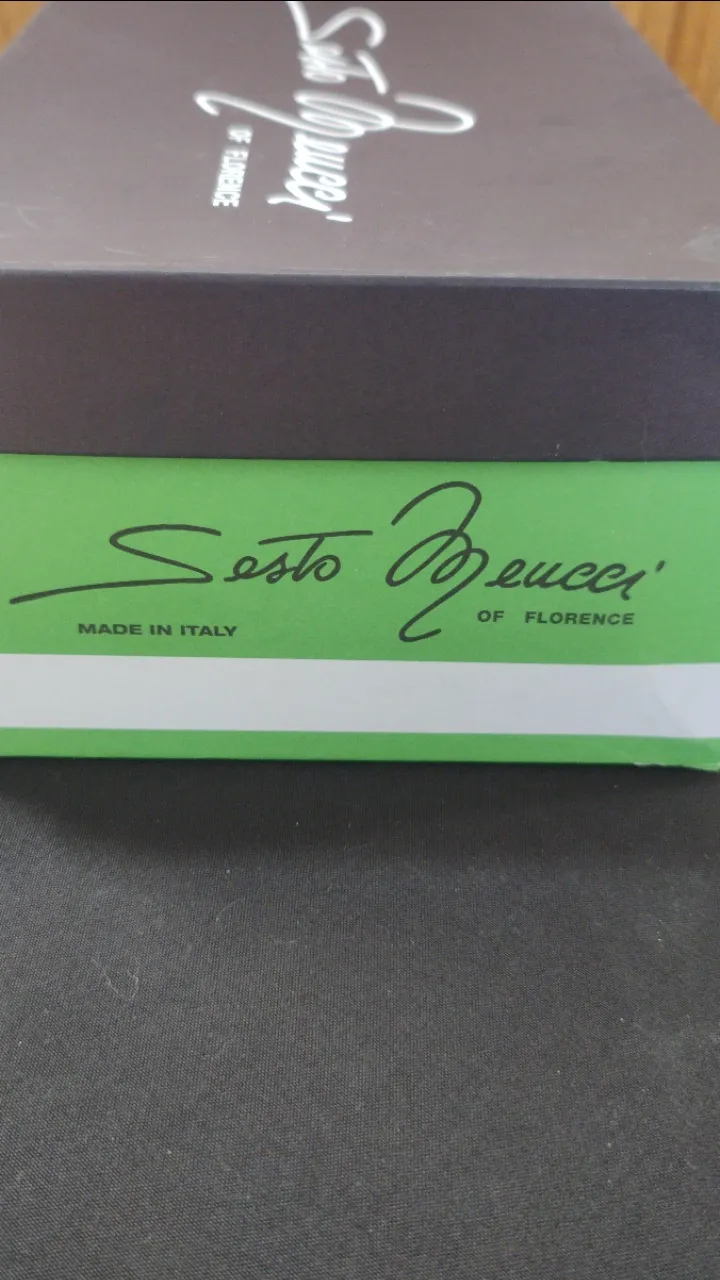 Sesto Meucci
OF FLORENCE
Sesto Meucci
MADE IN ITALY
OF FLORENCE